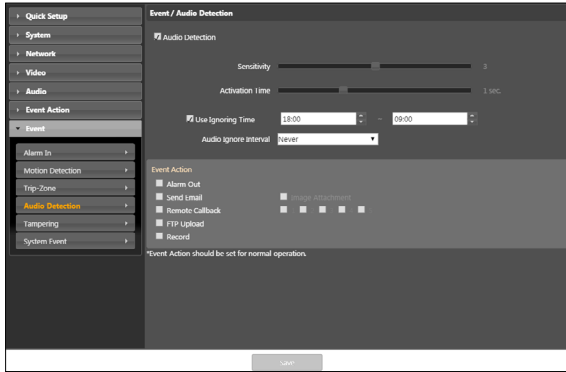 Quick Setup
System
Network
Video
Audio
Event Action
Event
Alarm In
Motion Detection
Trip-Zone
Audio Detection
Tampering
System Event
Event / Audio Detection
Audio Detection
Sensitivity 3
Activation Time 1 sec.
Use Ignoring Time 18:00 ~ 09:00
Audio Ignore Interval Never
Event Action
Alarm Out
Send Email Image Attachment
Remote Callback
FTP Upload
Record
*Event Action should be set for normal operation.
Save